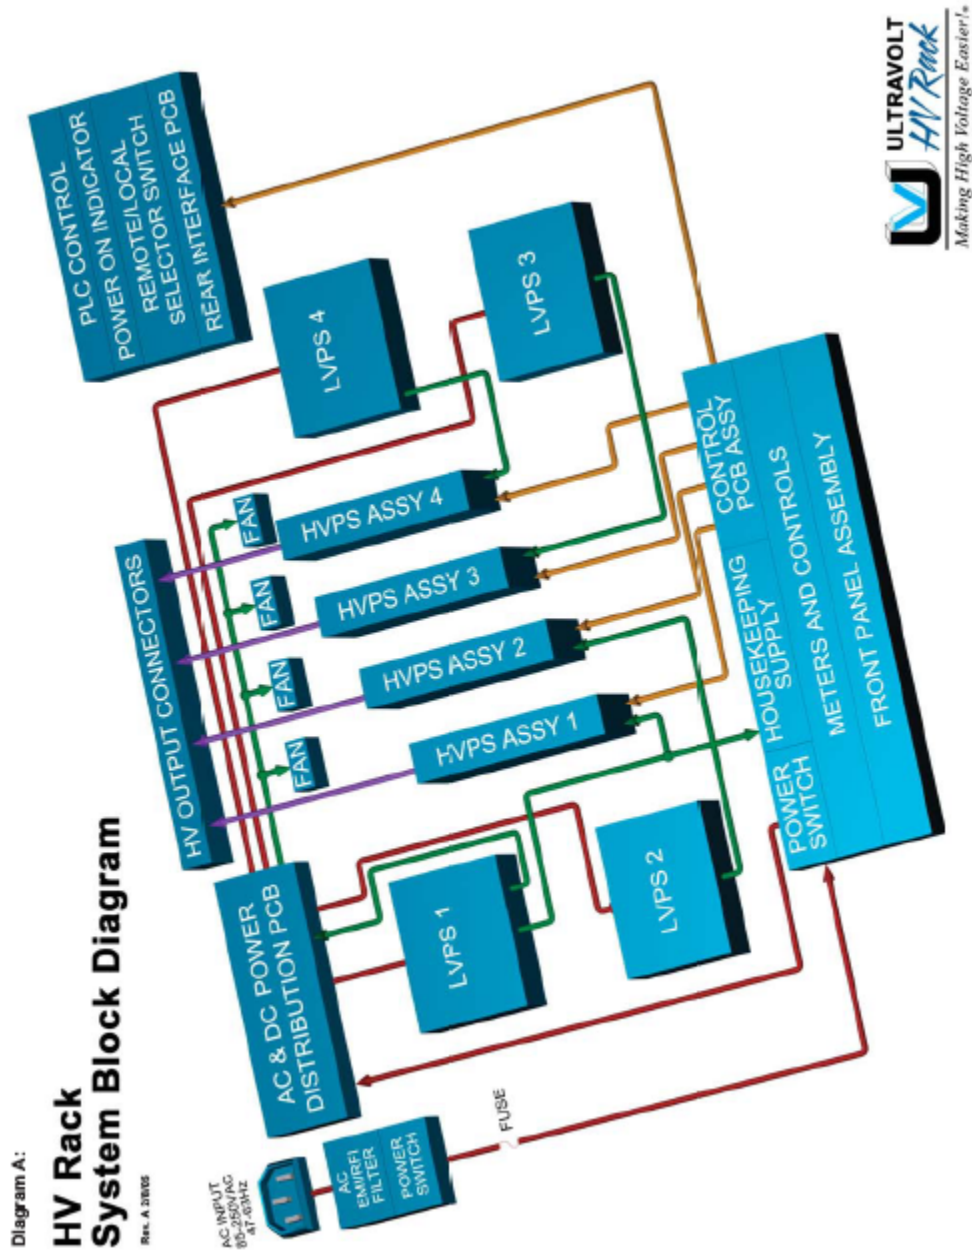 Diagram A:
HV Rack
System Block Diagram
AC INPUT
85-250VAC
47-63Hz
AC
EMI/RFI
FILTER
POWER
SWITCH
FUSE
AC & DC POWER
DISTRIBUTION PCB
HV OUTPUT CONNECTORS
FAN
FAN
FAN
FAN
LVPS 1
LVPS 2
HVPS ASSY 1
HVPS ASSY 2
HVPS ASSY 3
HVPS ASSY 4
LVPS 4
LVPS 3
PLC CONTROL
POWER ON INDICATOR
REMOTE/LOCAL
SELECTOR SWITCH
REAR INTERFACE PCB
POWER
SWITCH
HOUSEKEEPING
SUPPLY
CONTROL
PCB ASSY
METERS AND CONTROLS
FRONT PANEL ASSEMBLY
UV
ULTRAVOLT
HV Rack
Making High Voltage Easier!®